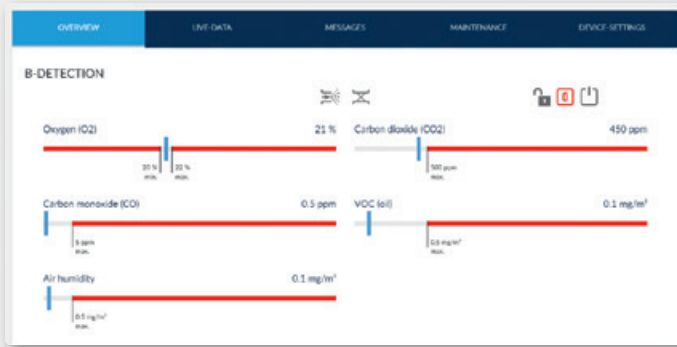 OVERVIEW LIVE-DATA MESSAGES MAINTENANCE DEVICE-SETTINGS
B-DETECTION
0
Oxygen (O2) 21 %
20 % min. 22 % max.
Carbon dioxide (CO2) 450 ppm
500 ppm max.
Carbon monoxide (CO) 0.5 ppm
5 ppm max.
VOC (oil) 0.1 mg/m³
0.5 mg/m³ max.
Air humidity 0.1 mg/m³
0.5 mg/m³ max.